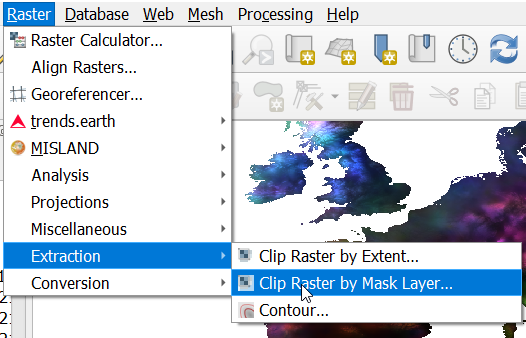 Raster Database Web Mesh Processing Help
Raster Calculator...
Align Rasters...
Georeferencer...
trends.earth
MISLAND
Analysis
Projections
Miscellaneous
Extraction
Conversion
Clip Raster by Extent...
Clip Raster by Mask Layer...
Contour...